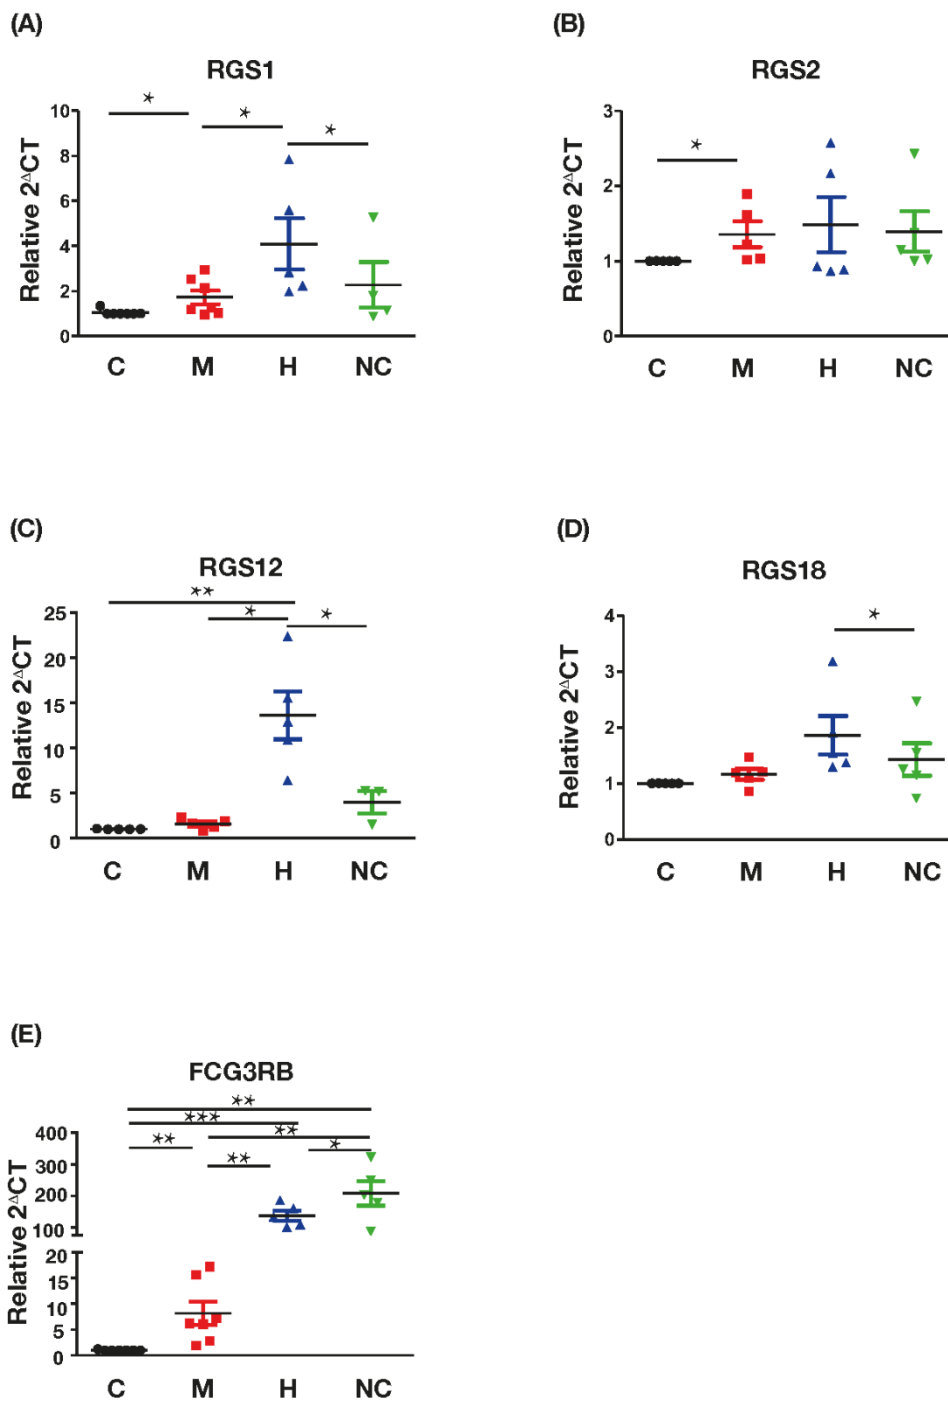 (A)
RGS1
* * *
Relative 2ΔCT
10
8
6
4
2
0
C M H NC
(B)
RGS2
*
Relative 2ΔCT
3
2
1
0
C M H NC
(C)
RGS12
**
* *
Relative 2ΔCT
25
20
15
10
5
0
C M H NC
(D)
RGS18
*
Relative 2ΔCT
4
3
2
1
0
C M H NC
(E)
FCG3RB
**
***
** ** *
**
Relative 2ΔCT
400
300
200
100
20
15
10
5
0
C M H NC